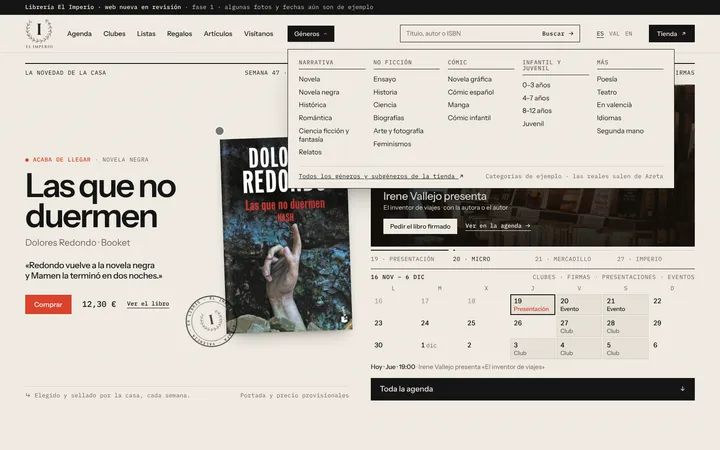 Librería El Imperio · web nueva en revisión · fase 1 · algunas fotos y fechas aún son de ejemplo
EL IMPERIO
Agenda Clubes Listas Regalos Artículos Visítanos Géneros
Título, autor o ISBN Buscar →
ES VAL EN
Tienda ↗
LA NOVEDAD DE LA CASA
SEMANA 47 ·
FIRMAS
NARRATIVA
Novela
Novela negra
Histórica
Romántica
Ciencia ficción y
fantasía
Relatos
NO FICCIÓN
Ensayo
Historia
Ciencia
Biografías
Arte y fotografía
Feminismos
CÓMIC
Novela gráfica
Cómic español
Manga
Cómic infantil
INFANTIL Y
JUVENIL
0–3 años
4–7 años
8–12 años
Juvenil
MÁS
Poesía
Teatro
En valencià
Idiomas
Segunda mano
Todos los géneros y subgéneros de la tienda ↗
Categorías de ejemplo · las reales salen de Areta
● ACABA DE LLEGAR · NOVELA NEGRA
Las que no
duermen
Dolores Redondo · Booket
«Redondo vuelve a la novela negra
y Mamen la terminó en dos noches.»
Comprar 12,30 € Ver el libro
Las que no duermen
NASH
Irene Vallejo presenta
El inventor de viajes · con la autora o el autor
Pedir el libro firmado Ver en la agenda →
19 · PRESENTACIÓN 20 · MICRO 21 · MERCADILLO 27 · IMPERIO
16 NOV — 6 DIC CLUBES · FIRMAS · PRESENTACIONES · EVENTOS
L M X J V S D
16 17 18 19 20 21 22
Presentación Evento Evento
23 24 25 26 27 28 29
Club Club
30 1 dic 2 3 4 5 6
Club Club Club
Hoy · Jue · 19:00 · Irene Vallejo presenta «El inventor de viajes»
Toda la agenda ↓
↳ Elegido y sellado por la casa, cada semana.
Portada y precio provisionales